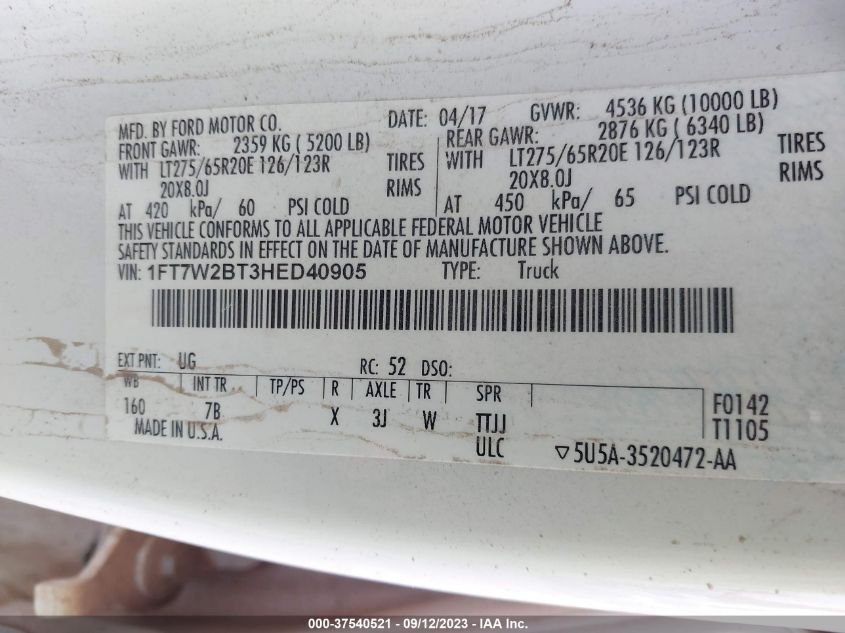 MFD. BY FORD MOTOR CO. DATE: 04/17 GVWR: 4536 KG (10000 LB)
FRONT GAWR: 2359 KG ( 5200 LB) REAR GAWR: 2876 KG ( 6340 LB)
WITH LT275/65R20E 126/123R TIRES WITH LT275/65R20E 126/123R TIRES
20X8.0J RIMS 20X8.0J RIMS
AT 420 kPa/ 60 PSI COLD AT 450 kPa/ 65 PSI COLD
THIS VEHICLE CONFORMS TO ALL APPLICABLE FEDERAL MOTOR VEHICLE
SAFETY STANDARDS IN EFFECT ON THE DATE OF MANUFACTURE SHOWN ABOVE.
VIN: 1FT7W2BT3HED40905 TYPE: Truck
EXT PNT: UG RC: 52 DSO:
WB INT TR TP/PS R AXLE TR SPR F0142
160 7B X 3J W TTJJ T1105
MADE IN U.S.A. ULC ▽5U5A-3520472-AA
000-37540521 - 09/12/2023 - IAA Inc.